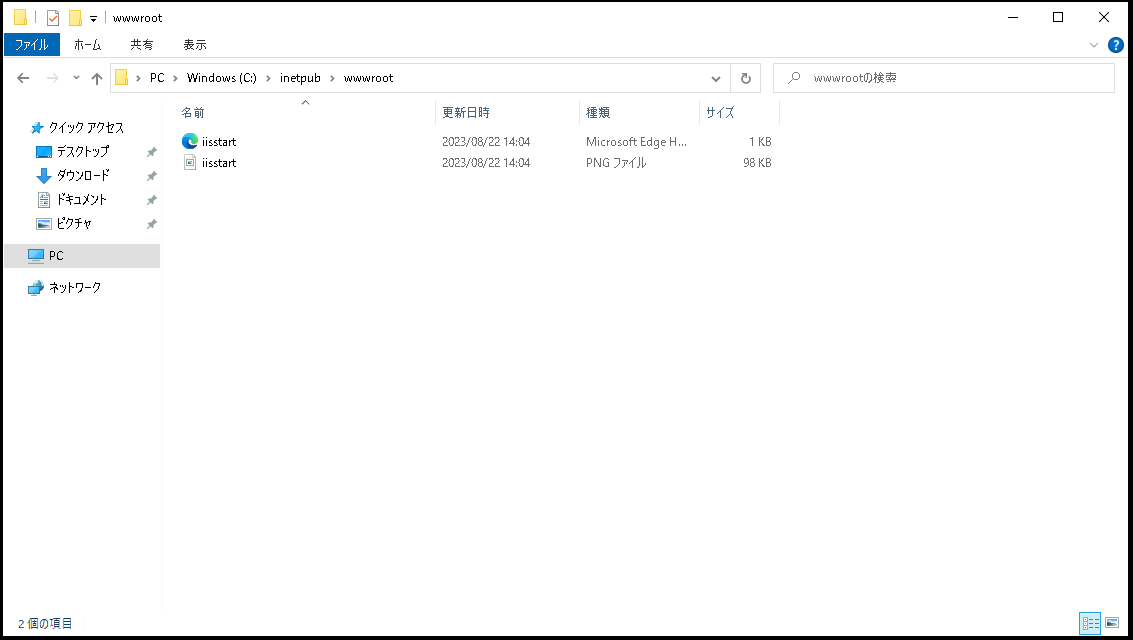 wwwroot
ファイル ホーム 共有 表示
PC Windows (C:) inetpub wwwroot wwwrootの検索
名前 更新日時 種類 サイズ
クイック アクセス
iisstart 2023/08/22 14:04 Microsoft Edge H... 1 KB
デスクトップ
iisstart 2023/08/22 14:04 PNG ファイル 98 KB
ダウンロード
ドキュメント
ピクチャ
PC
ネットワーク
2 個の項目